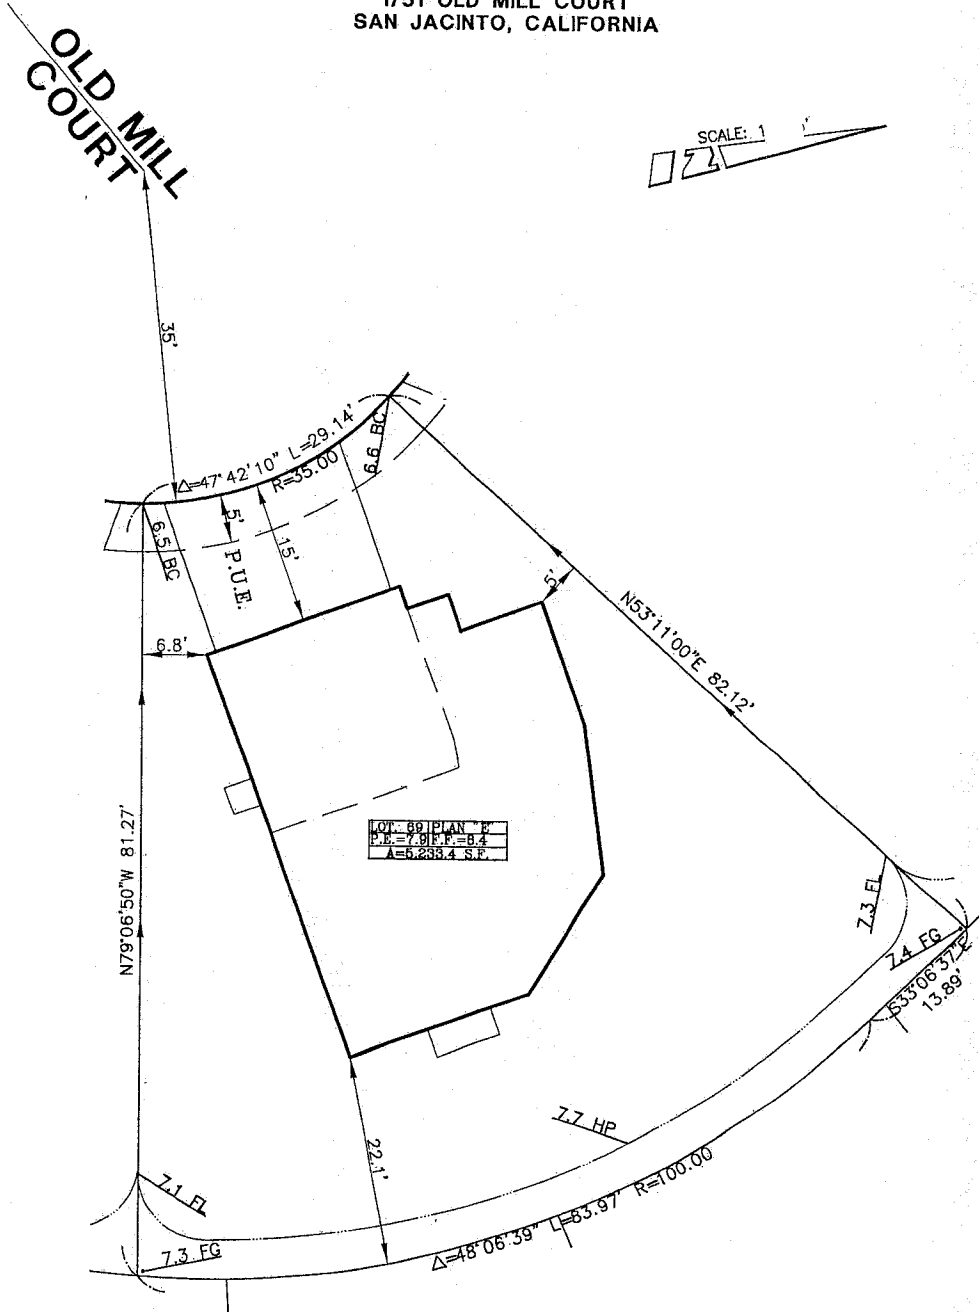 1731 OLD MILL COURT
SAN JACINTO, CALIFORNIA
OLD MILL
COURT
SCALE: 1
35'
Δ=47°42'10" L=29.14'
R=35.00
6.6 BC
6.5 BC
5'
P.U.E.
15'
5'
6.8'
N53°11'00"E 82.12'
N79°06'50"W 81.27'
LOT: 69 PLAN "E"
P.E.=7.9 F.F.=8.4
A=5,233.4 S.F.
7.3 FL
7.4 FG
S33°06'37"E
13.89'
7.7 HP
22.1'
7.1 FL
7.3 FG
Δ=48°06'39" L=83.97' R=100.00